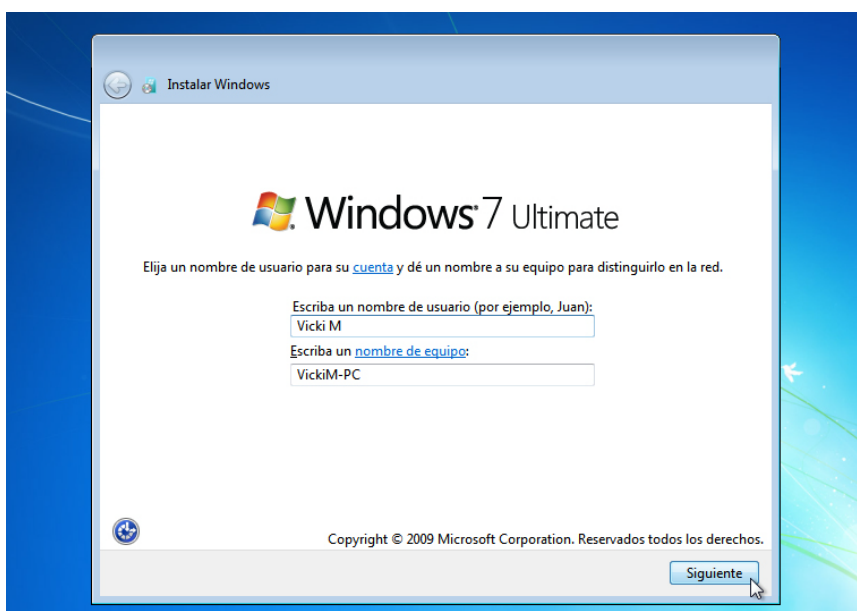 Instalar Windows
Windows 7 Ultimate
Elija un nombre de usuario para su cuenta y dé un nombre a su equipo para distinguirlo en la red.
Escriba un nombre de usuario (por ejemplo, Juan):
Vicki M
Escriba un nombre de equipo:
VickiM-PC
Copyright © 2009 Microsoft Corporation. Reservados todos los derechos.
Siguiente